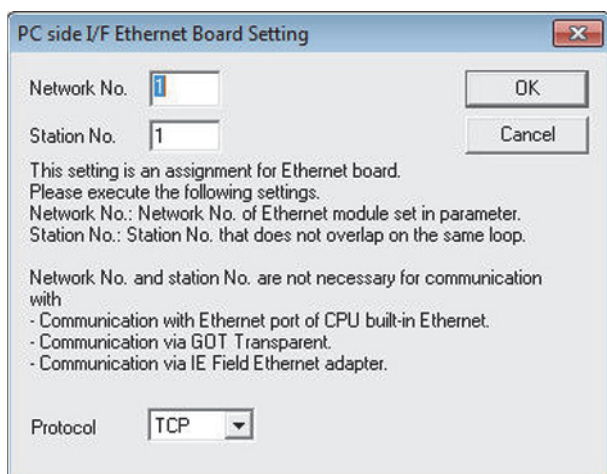 PC side I/F Ethernet Board Setting
Network No. 1
OK
Station No. 1
Cancel
This setting is an assignment for Ethernet board.
Please execute the following settings.
Network No.: Network No. of Ethernet module set in parameter.
Station No.: Station No. that does not overlap on the same loop.
Network No. and station No. are not necessary for communication
with
- Communication with Ethernet port of CPU built-in Ethernet.
- Communication via GOT Transparent.
- Communication via IE Field Ethernet adapter.
Protocol TCP